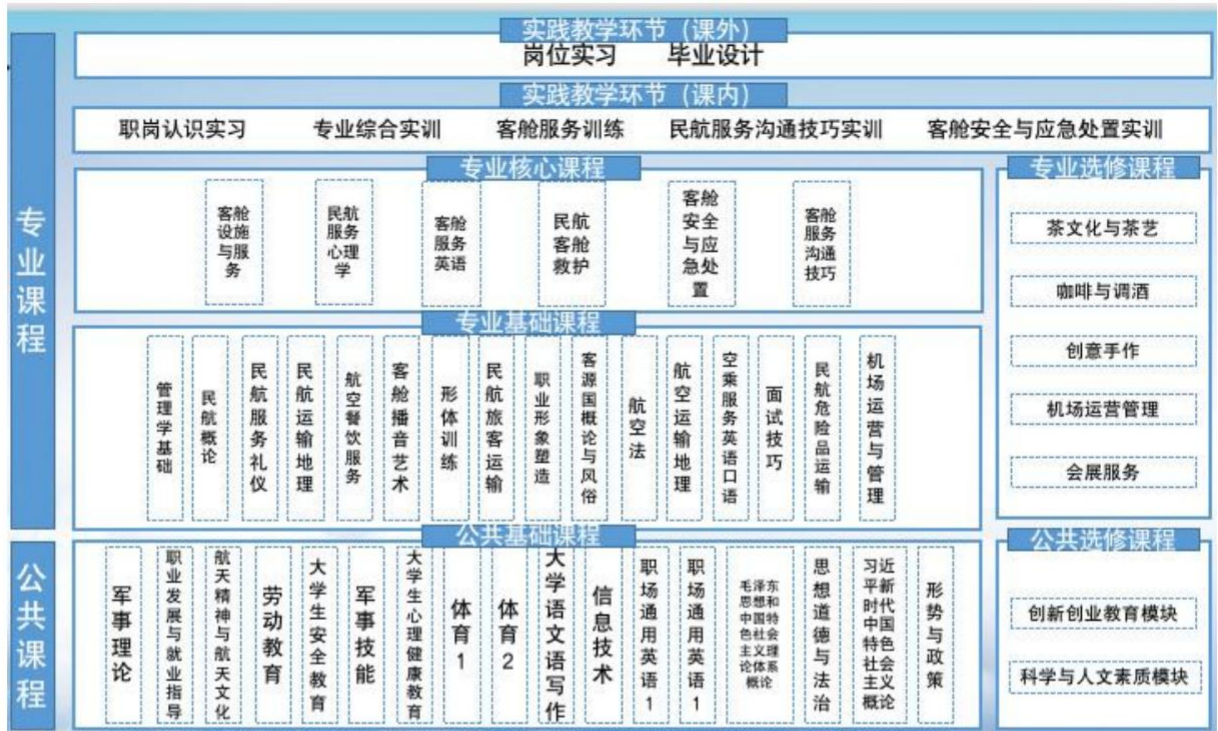 实践教学环节（课外）
岗位实习 毕业设计
实践教学环节（课内）
职岗认识实习 专业综合实训 客舱服务训练 民航服务沟通技巧实训 客舱安全与应急处置实训
专业课程
专业核心课程
客舱
设施
与服
务
民航
服务
心理
学
客舱
服务
英语
民航
客舱
救护
客舱
安全
与应
急处
置
客舱
服务
沟通
技巧
专业选修课程
茶文化与茶艺
咖啡与调酒
创意手作
机场运营管理
会展服务
专业基础课程
管理学基础
民航概论
民航服务礼仪
民航运输地理
航空餐饮服务
客舱播音艺术
形体训练
民航旅客运输
职业形象塑造
客源国概论与风俗
航空法
航空运输地理
空乘服务英语口语
面试技巧
民航危险品运输
机场运营与管理
公共课程
公共基础课程
军事理论
职业发展与就业指导
航天精神与航天文化
劳动教育
大学生安全教育
军事技能
大学生心理健康教育
体育1
体育2
大学语文语写作
信息技术
职场通用英语1
职场通用英语1
毛泽东
思想和
中国特
色社会
主义理
论体系
概论
思想道德与法治
习近
平新
时代
中国
特色
社会
主义
概论
形势与政策
公共选修课程
创新创业教育模块
科学与人文素质模块